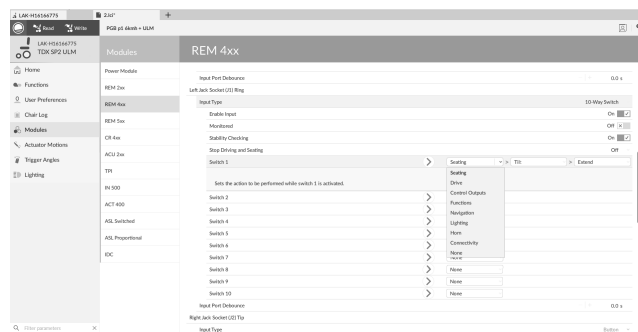 LAK-H16166775
2.lci*
+
Read
Write
PGB p5 6kmh + ULM
LAK-H16166775
TDX SP2 ULM
Home
Functions
User Preferences
Chair Log
Modules
Actuator Motions
Trigger Angles
Lighting
Filter parameters
×
Modules
Power Module
REM 2xx
REM 4xx
REM 5xx
CR 4xx
ACU 2xx
TPI
IN 500
ACT 400
ASL Switched
ASL Proportional
IDC
REM 4xx
Input Port Debounce 0.0 s
Left Jack Socket (J1) Ring
Input Type 10-Way Switch
Enable Input On
Monitored Off
Stability Checking On
Stop Driving and Seating Off
Switch 1 Seating > Tilt: > Extend
Sets the action to be performed while switch 1 is activated.
Seating
Drive
Control Outputs
Functions
Navigation
Lighting
Horn
Connectivity
None
Switch 2
Switch 3
Switch 4
Switch 5
Switch 6
Switch 7 None
Switch 8 None
Switch 9 None
Switch 10 None
Input Port Debounce 0.0 s
Right Jack Socket (J2) Tip
Input Type Button